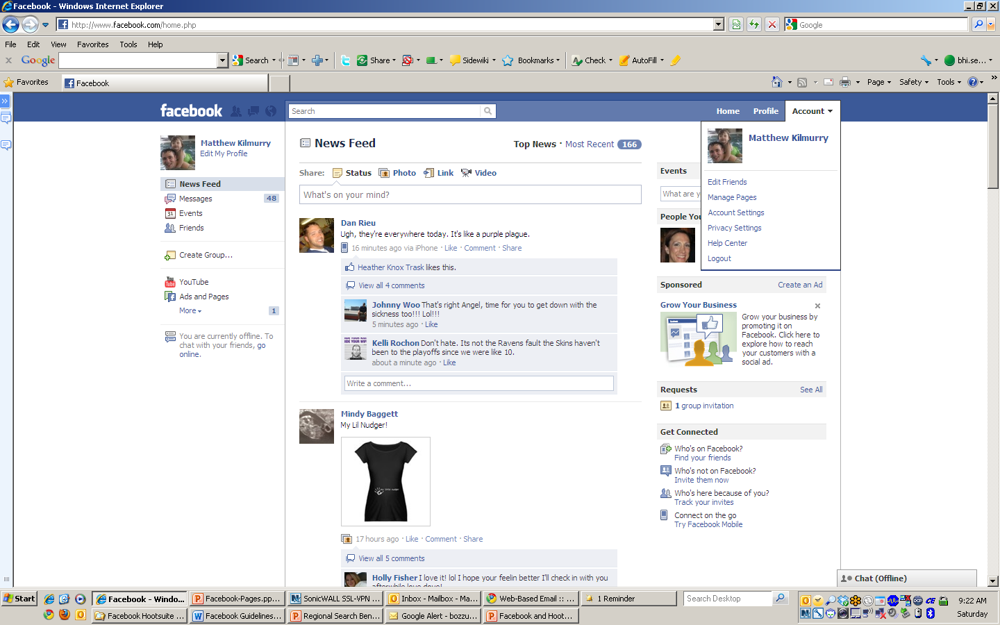 Facebook - Windows Internet Explorer
http://www.facebook.com/home.php
Google
File Edit View Favorites Tools Help
Google Search Share Sidewiki Bookmarks Check AutoFill bhi.se...
Favorites Facebook Page Safety Tools
facebook Search Home Profile Account
Matthew Kilmurry
Edit My Profile
News Feed
Messages 48
Events
31
Friends
Create Group...
YouTube
Ads and Pages
More 1
You are currently offline. To
chat with your friends, go
online.
News Feed Top News · Most Recent 166
Share: Status Photo Link Video
What's on your mind?
Dan Rieu
Ugh, they're everywhere today. It's like a purple plague.
16 minutes ago via iPhone · Like · Comment · Share
Heather Knox Trask likes this.
View all 4 comments
Johnny Woo That's right Angel, time for you to get down with the
sickness too!!! Lol!!!
5 minutes ago · Like
Kelli Rochon Don't hate. Its not the Ravens fault the Skins haven't
been to the playoffs since we were like 10.
about a minute ago · Like
Write a comment...
Mindy Baggett
My Lil Nudger!
17 hours ago · Like · Comment · Share
View all 5 comments
Holly Fisher I love it! lol I hope your feelin better I'll check in with you
Matthew Kilmurry
Edit Friends
Manage Pages
Account Settings
Privacy Settings
Help Center
Logout
Events
What are y
People You
Sponsored Create an Ad
Grow Your Business
Grow your business by
promoting it on
Facebook. Click here to
explore how to reach
your customers with a
social ad.
Requests See All
1 group invitation
Get Connected
Who's on Facebook?
Find your friends
Who's not on Facebook?
Invite them now
Who's here because of you?
Track your invites
Connect on the go
Try Facebook Mobile
Chat (Offline)
Start Facebook - Windo... Facebook-Pages.pp... SonicWALL SSL-VPN ... Inbox - Mailbox - Ma... Web-Based Email :: ... 1 Reminder Search Desktop 9:22 AM
Facebook Hootsuite ... Facebook Guidelines... Regional Search Ben... Google Alert - bozzu... Facebook and Hoot... Saturday